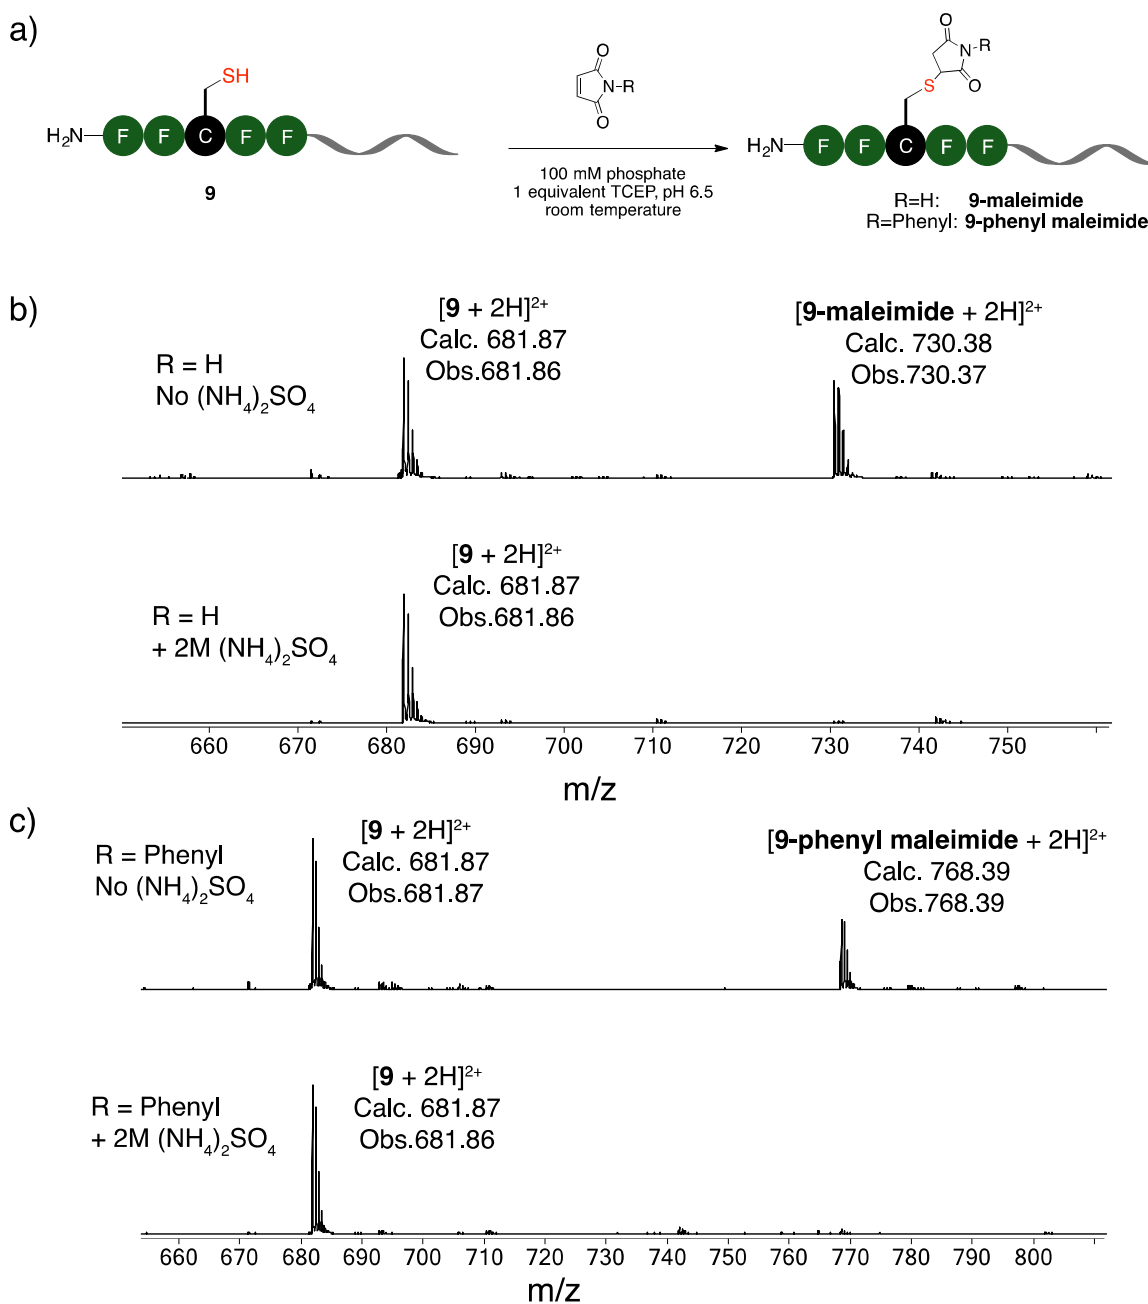 a)
SH
H₂N
F F C F F
9
O
N-R
O
100 mM phosphate
1 equivalent TCEP, pH 6.5
room temperature
O
N-R
O
S
H₂N
F F C F F
R=H: 9-maleimide
R=Phenyl: 9-phenyl maleimide
b)
R = H
No (NH₄)₂SO₄
[9 + 2H]²⁺
Calc. 681.87
Obs.681.86
[9-maleimide + 2H]²⁺
Calc. 730.38
Obs.730.37
R = H
+ 2M (NH₄)₂SO₄
[9 + 2H]²⁺
Calc. 681.87
Obs.681.86
660 670 680 690 700 710 720 730 740 750
m/z
c)
R = Phenyl
No (NH₄)₂SO₄
[9 + 2H]²⁺
Calc. 681.87
Obs.681.87
[9-phenyl maleimide + 2H]²⁺
Calc. 768.39
Obs.768.39
R = Phenyl
+ 2M (NH₄)₂SO₄
[9 + 2H]²⁺
Calc. 681.87
Obs.681.86
660 670 680 690 700 710 720 730 740 750 760 770 780 790 800
m/z